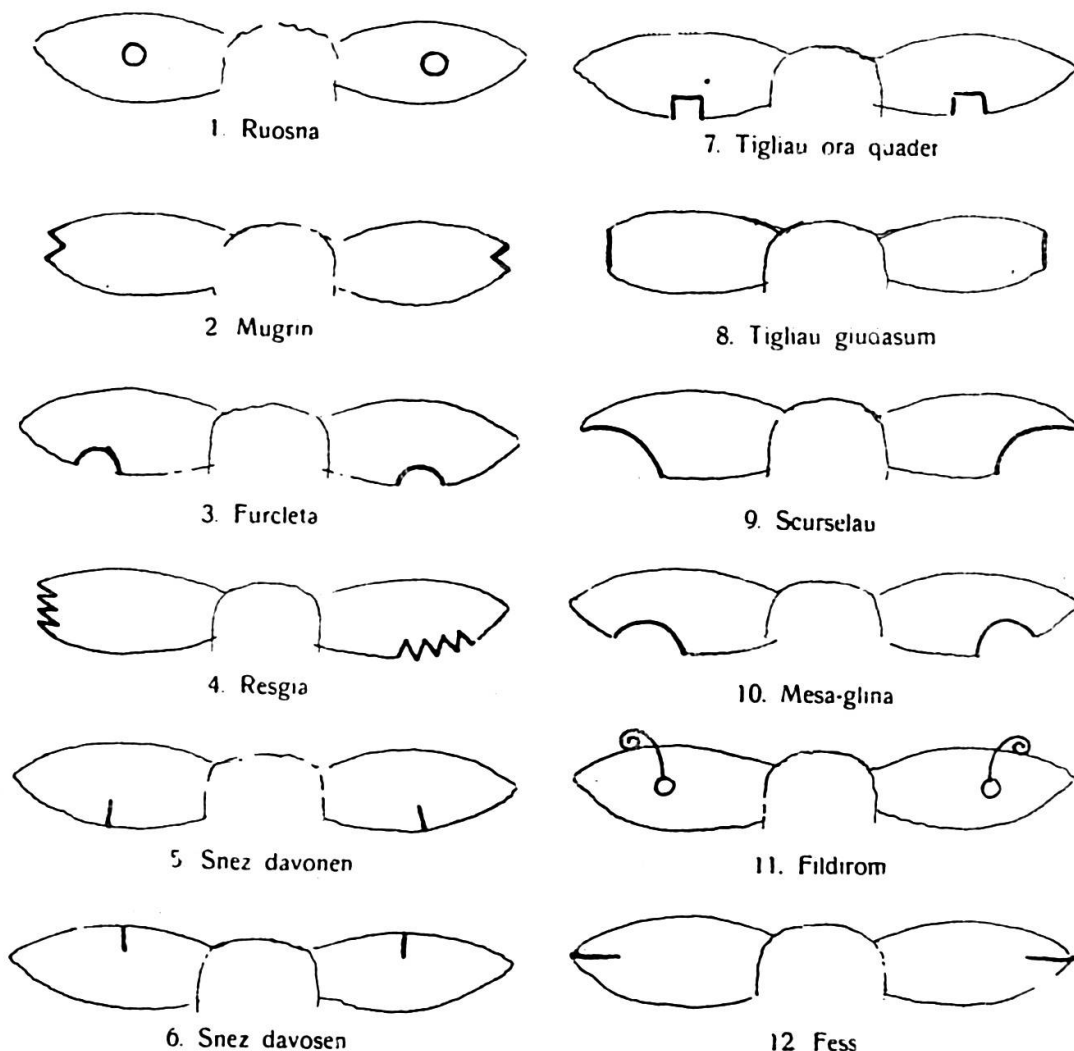 1. Ruosna
2 Mugrin
3. Furcleta
4. Resgia
5 Snez davonen
6. Snez davosen
7. Tigliau ora quader
8. Tigliau giudasum
9. Scurselau
10. Mesa-glina
11. Fildirom
12 Fess